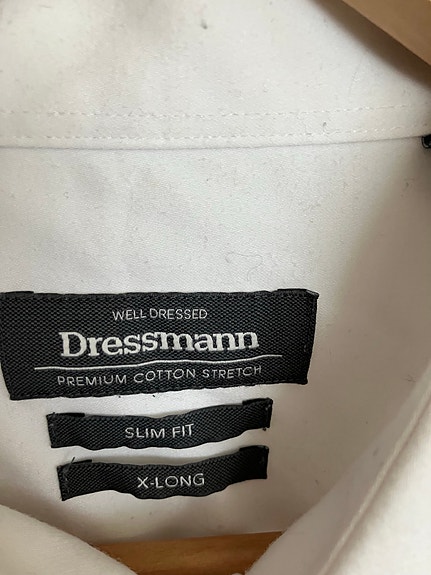 WELL DRESSED
Dressmann
PREMIUM COTTON STRETCH
SLIM FIT
X-LONG